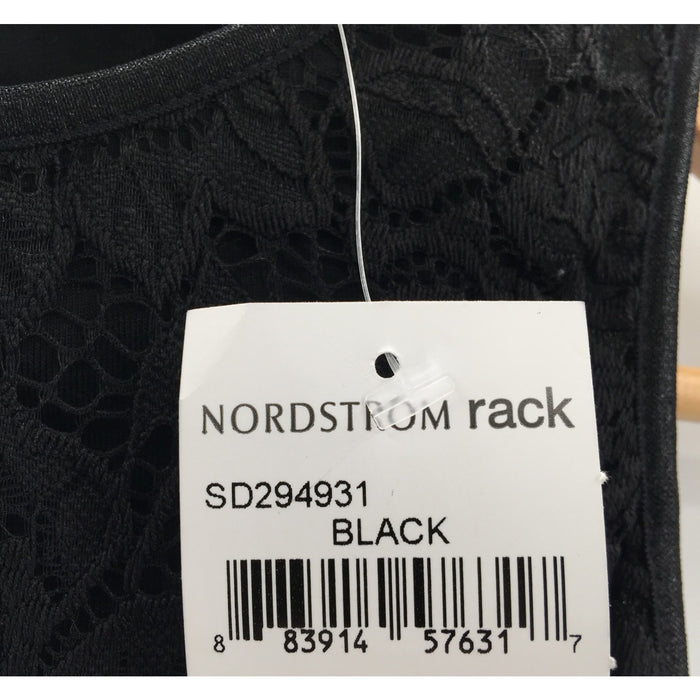 NORDSTROM rack
SD294931
BLACK
8 83914 57631 7